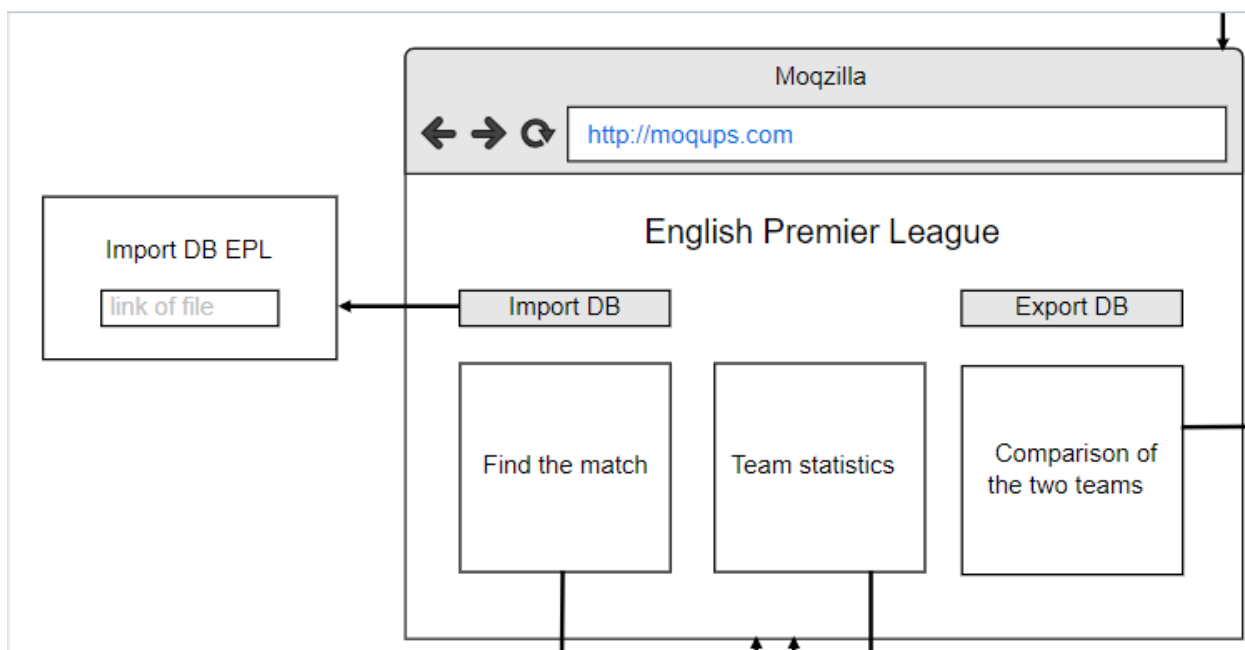 Moqzilla
http://moqups.com
English Premier League
Import DB EPL
link of file
Import DB
Export DB
Find the match
Team statistics
Comparison of
the two teams